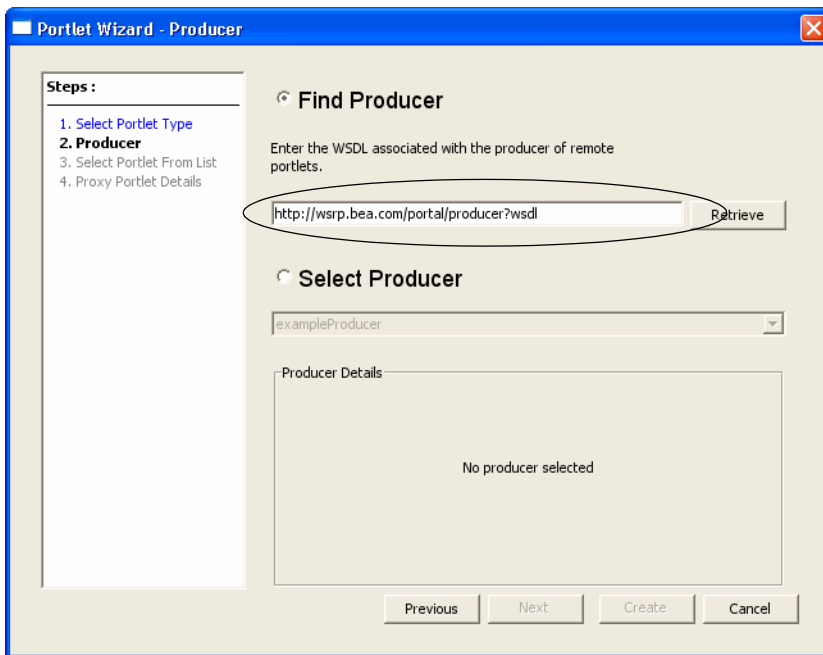 Portlet Wizard - Producer
Steps :
1. Select Portlet Type
2. Producer
3. Select Portlet From List
4. Proxy Portlet Details
Find Producer
Enter the WSDL associated with the producer of remote
portlets.
http://wsrp.bea.com/portal/producer?wsdl
Retrieve
Select Producer
exampleProducer
Producer Details
No producer selected
Previous
Next
Create
Cancel